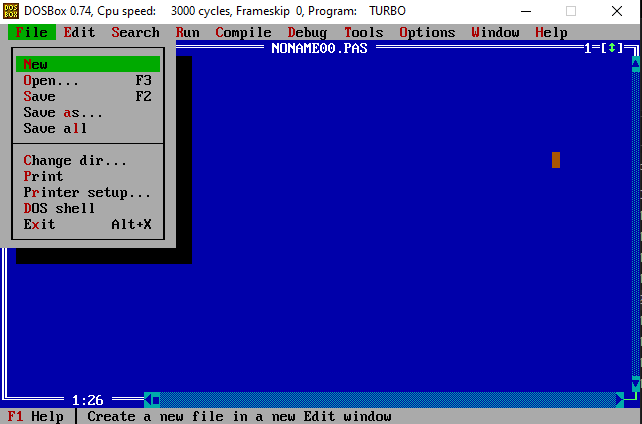 DOSBox 0.74, Cpu speed: 3000 cycles, Frameskip 0, Program: TURBO
File Edit Search Run Compile Debug Tools Options Window Help
NONAME00.PAS 1=[↕]
New
Open... F3
Save F2
Save as...
Save all
Change dir...
Print
Printer setup...
DOS shell
Exit Alt+X
1:26
F1 Help │ Create a new file in a new Edit window